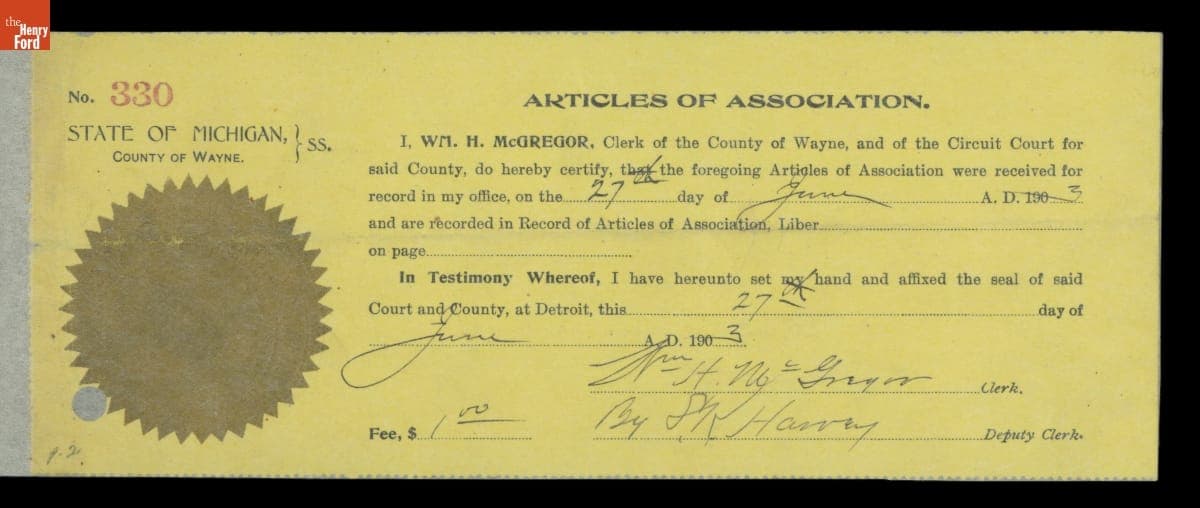 the
Henry
Ford
No. 330
STATE OF MICHIGAN,
COUNTY OF WAYNE.
} SS.
ARTICLES OF ASSOCIATION.
I, WM. H. McGREGOR, Clerk of the County of Wayne, and of the Circuit Court for
said County, do hereby certify, that the foregoing Articles of Association were received for
record in my office, on the 27th day of June A. D. 1903
and are recorded in Record of Articles of Association, Liber
on page
In Testimony Whereof, I have hereunto set my hand and affixed the seal of said
Court and County, at Detroit, this 27th day of
June A. D. 1903.
Wm H. McGregor Clerk.
Fee, $ 1.00
By Harvey Deputy Clerk.
p. 2.